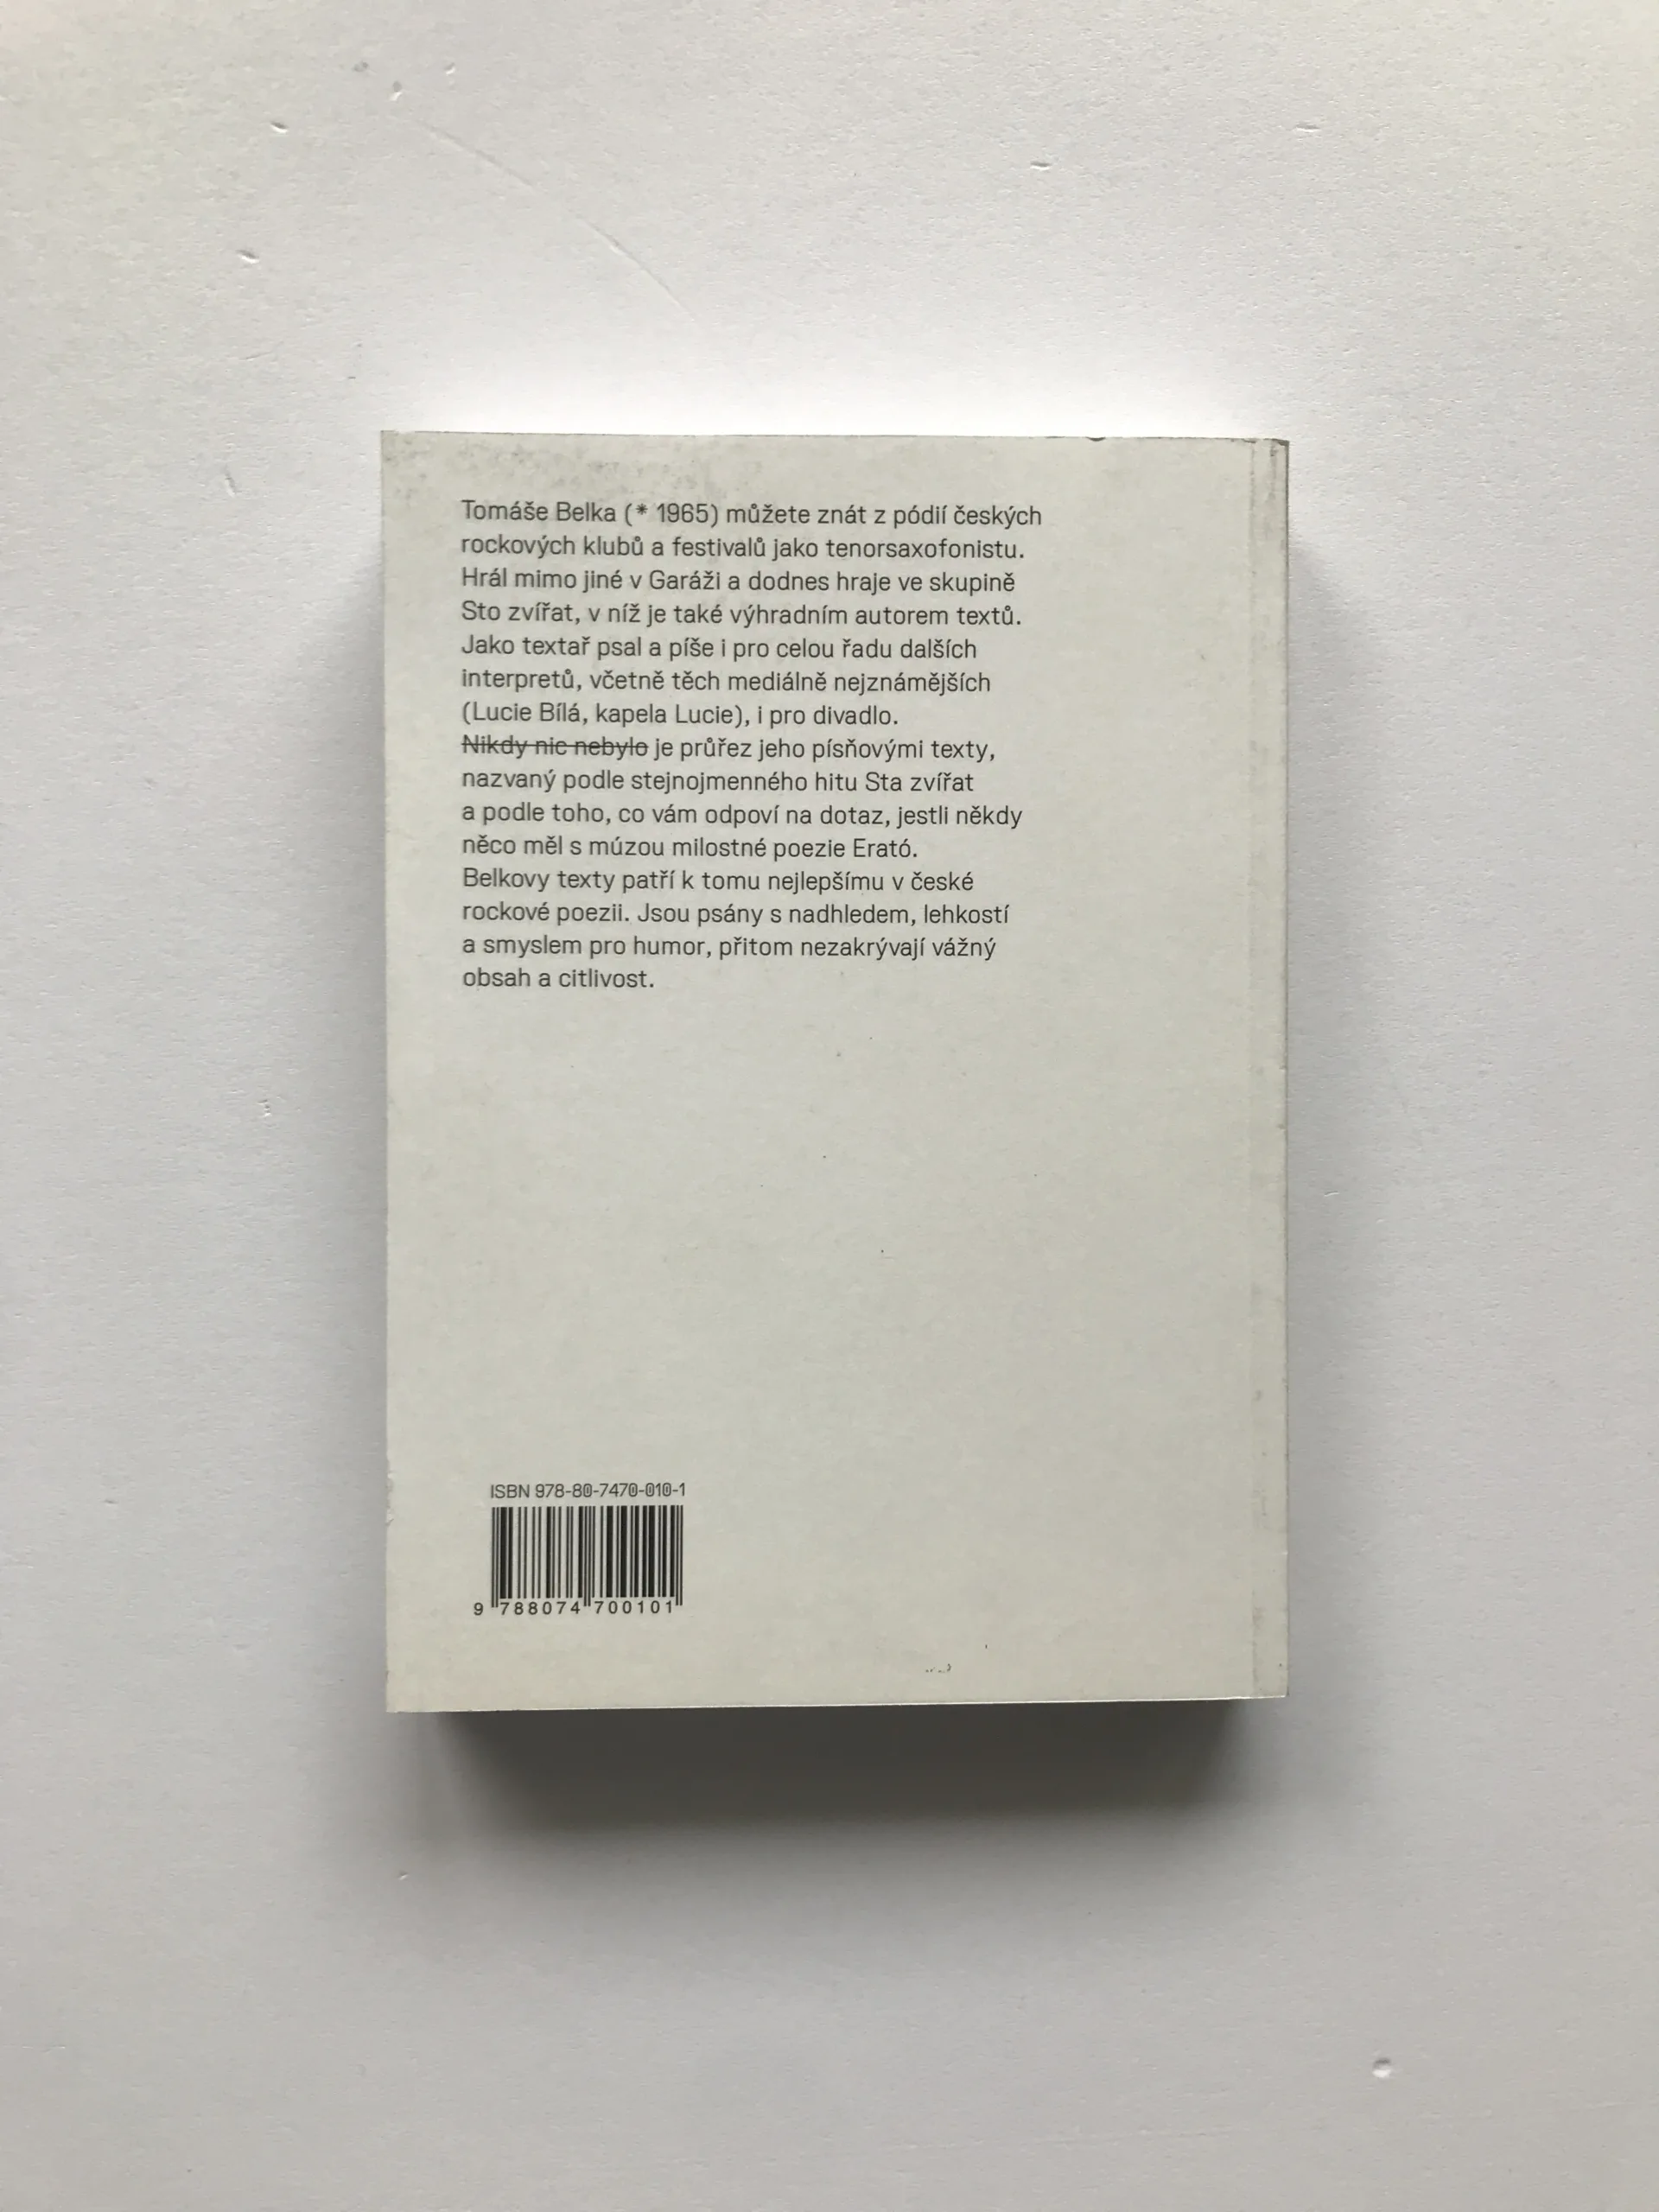 Tomáše Belka (* 1965) můžete znát z pódií českých
rockových klubů a festivalů jako tenorsaxofonistu.
Hrál mimo jiné v Garáži a dodnes hraje ve skupině
Sto zvířat, v níž je také výhradním autorem textů.
Jako textař psal a píše i pro celou řadu dalších
interpretů, včetně těch mediálně nejznámějších
(Lucie Bílá, kapela Lucie), i pro divadlo.
Nikdy nic nebylo je průřez jeho písňovými texty,
nazvaný podle stejnojmenného hitu Sta zvířat
a podle toho, co vám odpoví na dotaz, jestli někdy
něco měl s múzou milostné poezie Erató.
Belkovy texty patří k tomu nejlepšímu v české
rockové poezii. Jsou psány s nadhledem, lehkostí
a smyslem pro humor, přitom nezakrývají vážný
obsah a citlivost.
ISBN 978-80-7470-010-1
9 788074 700101